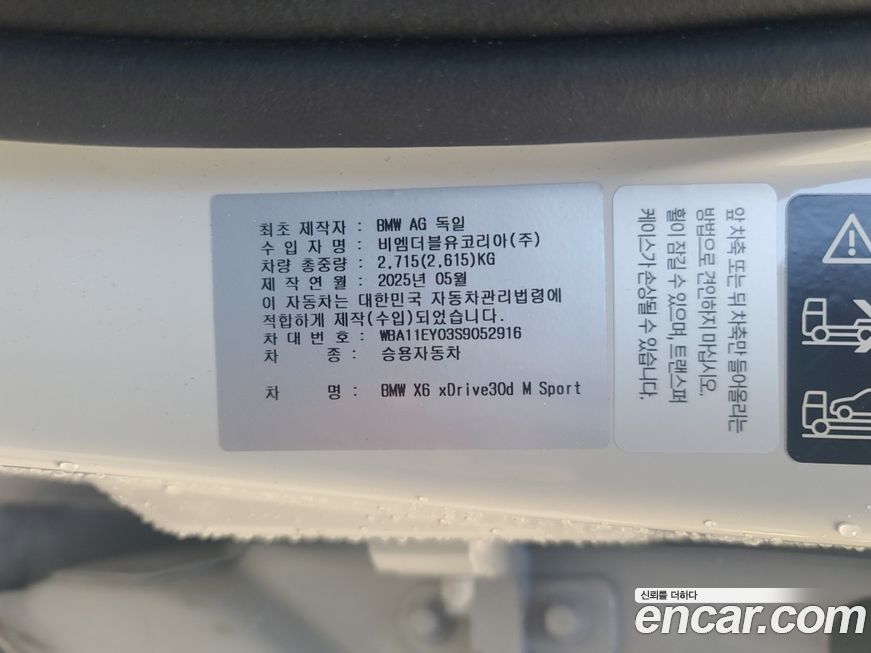 최초 제작자 : BMW AG 독일
수 입 자 명 : 비엠더블유코리아(주)
차량 총중량 : 2,715(2,615)KG
제 작 연 월 : 2025년 05월
이 자동차는 대한민국 자동차관리법령에
적합하게 제작(수입)되었습니다.
차 대 번 호 : WBA11EY03S9052916
차 종 : 승용자동차
차 명 : BMW X6 xDrive30d M Sport
앞 차축 또는 뒤 차축만 들어올리는
방법으로 견인하지 마십시오.
휠이 잠길 수 있으며, 트랜스퍼
케이스가 손상될 수 있습니다.
신뢰를 더하다
encar.com